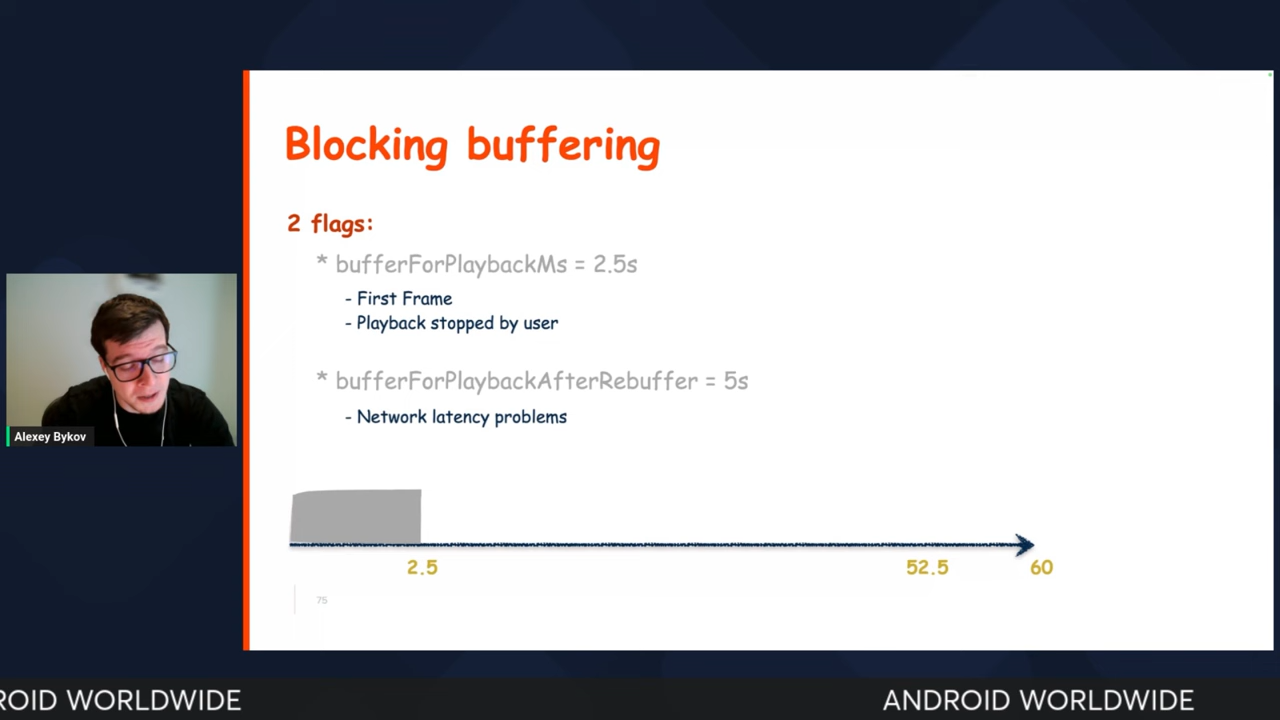 Blocking buffering
2 flags:
* bufferForPlaybackMs = 2.5s
- First Frame
- Playback stopped by user
* bufferForPlaybackAfterRebuffer = 5s
- Network latency problems
Alexey Bykov
2.5 52.5 60
75
ROID WORLDWIDE ANDROID WORLDWIDE